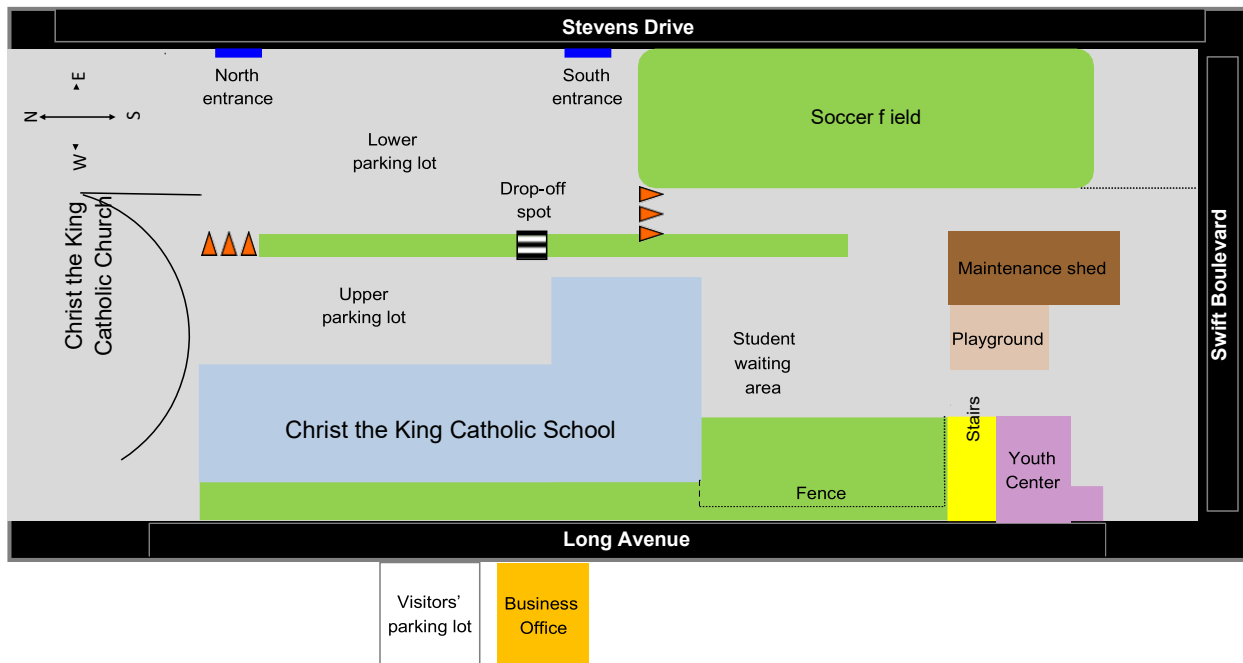 Stevens Drive
North
entrance
South
entrance
E
N
S
W
Soccer f ield
Lower
parking lot
Drop-off
spot
Christ the King
Catholic Church
Swift Boulevard
Maintenance shed
Upper
parking lot
Playground
Student
waiting
area
Stairs
Christ the King Catholic School
Youth
Center
Fence
Long Avenue
Visitors’
parking lot
Business
Office